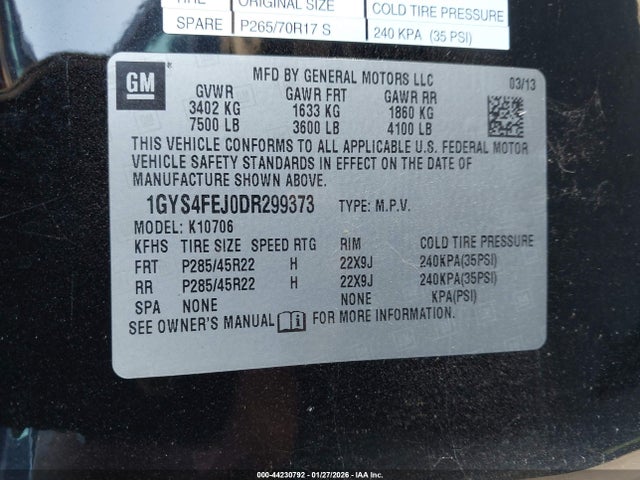 TIRE ORIGINAL SIZE COLD TIRE PRESSURE
SPARE P265/70R17 S 240 KPA (35 PSI)
GM
MFD BY GENERAL MOTORS LLC 03/13
GVWR GAWR FRT GAWR RR
3402 KG 1633 KG 1860 KG
7500 LB 3600 LB 4100 LB
THIS VEHICLE CONFORMS TO ALL APPLICABLE U.S. FEDERAL MOTOR
VEHICLE SAFETY STANDARDS IN EFFECT ON THE DATE OF
MANUFACTURE SHOWN ABOVE.
1GYS4FEJ0DR299373 TYPE: M.P.V.
MODEL: K10706
KFHS TIRE SIZE SPEED RTG RIM COLD TIRE PRESSURE
FRT P285/45R22 H 22X9J 240KPA(35PSI)
RR P285/45R22 H 22X9J 240KPA(35PSI)
SPA NONE NONE KPA(PSI)
SEE OWNER'S MANUAL FOR MORE INFORMATION.
000-44230792 - 01/27/2026 - IAA Inc.